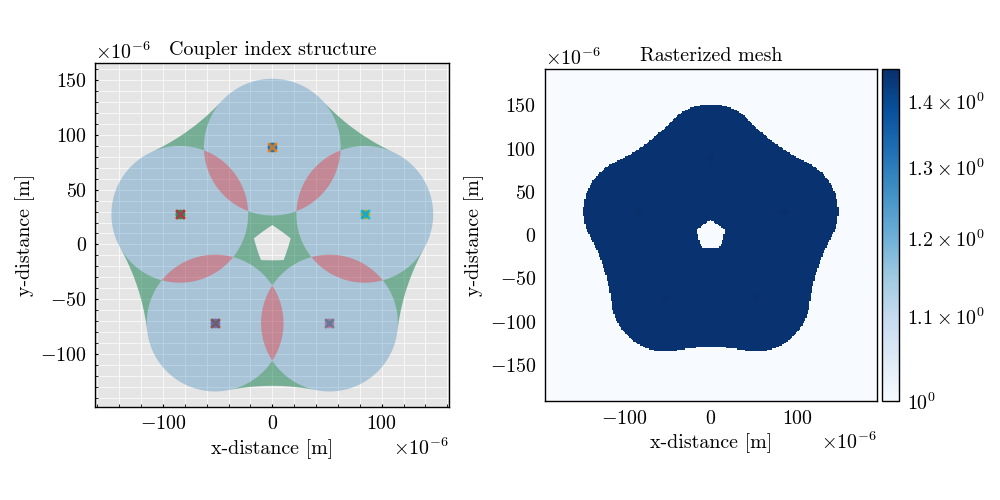 ×10⁻⁶ Coupler index structure
150
100
50
0
−50
−100
y-distance [m]
−100 0 100
x-distance [m] ×10⁻⁶
×10⁻⁶ Rasterized mesh
150
100
50
0
−50
−100
−150
y-distance [m]
−100 0 100
x-distance [m] ×10⁻⁶
1.4 × 10⁰
1.3 × 10⁰
1.2 × 10⁰
1.1 × 10⁰
10⁰